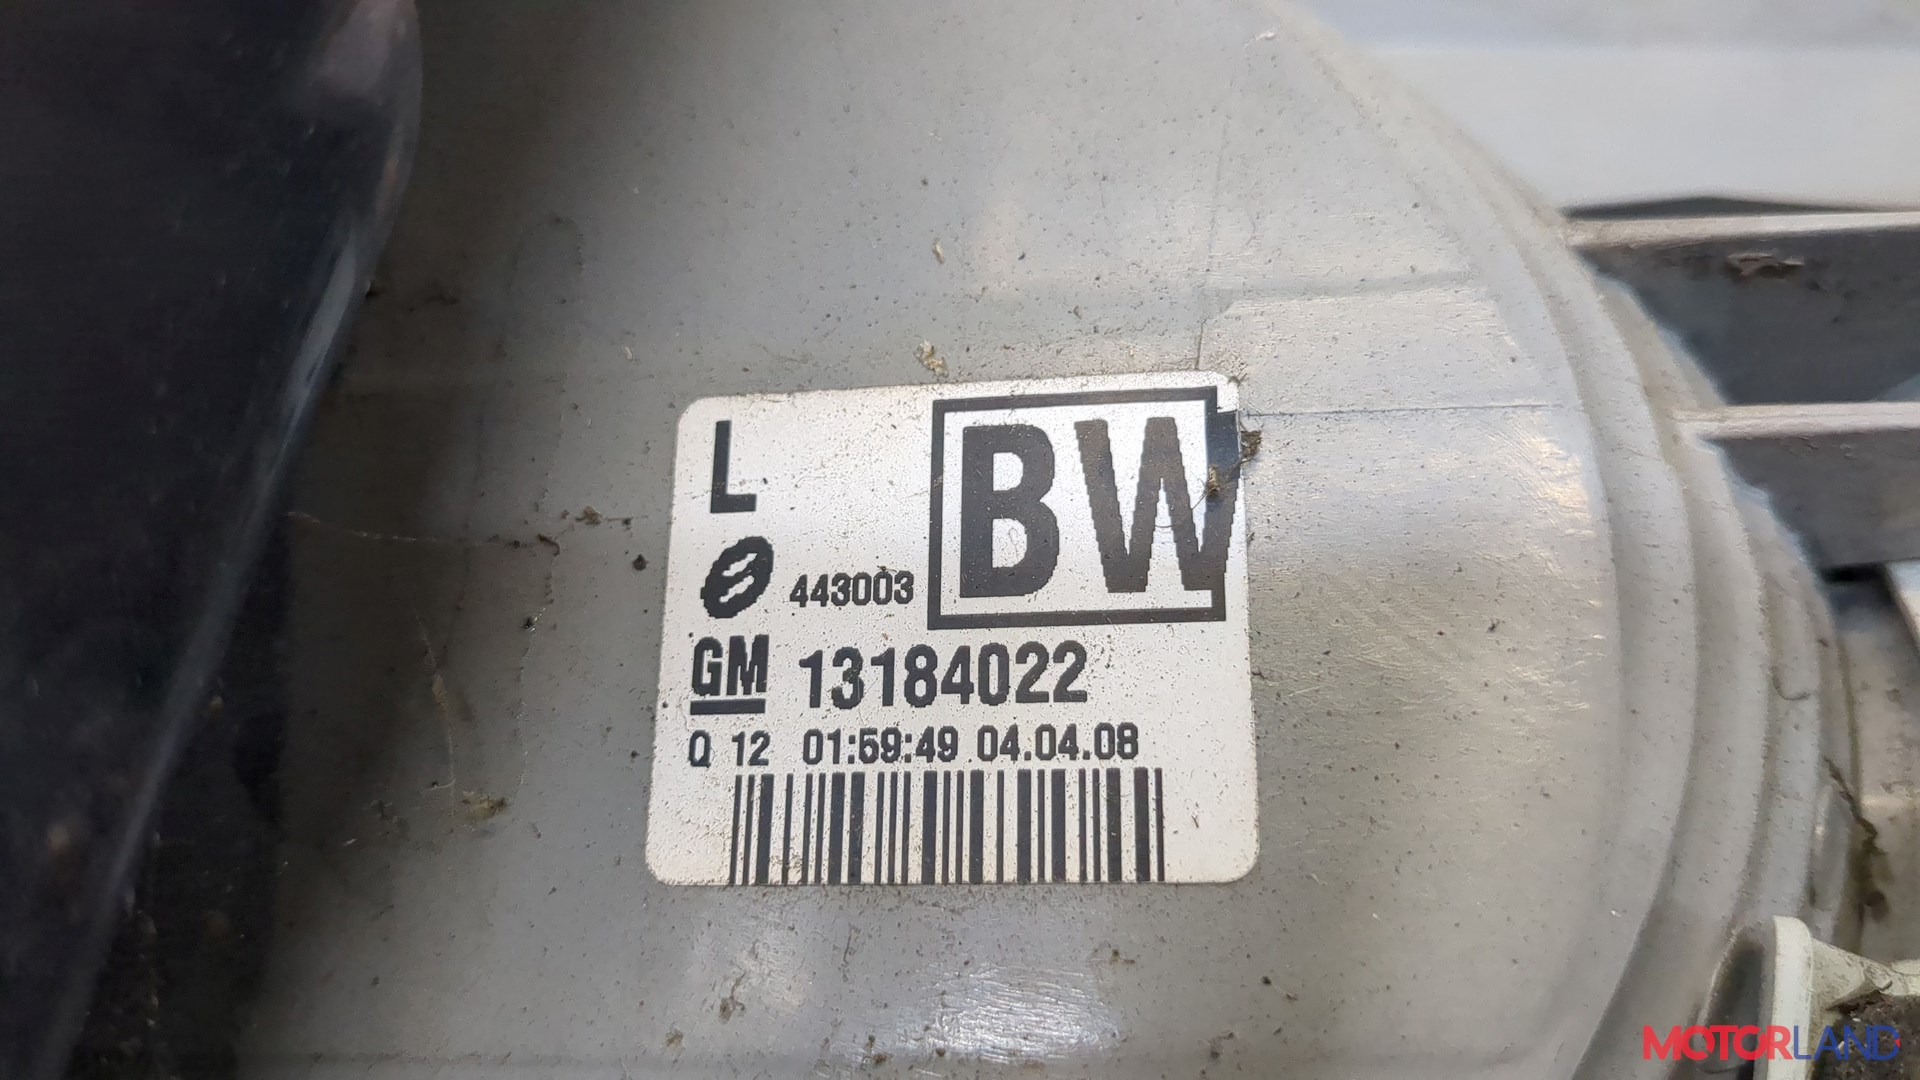 L
BW
443003
GM 13184022
Q 12 01:59:49 04.04.08
MOTORLAND